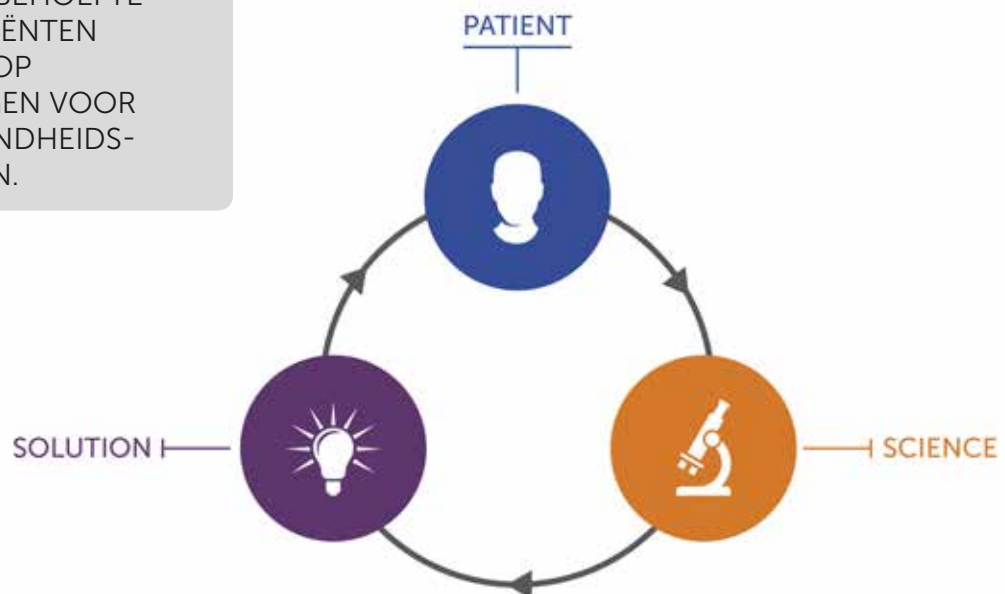 ËNTEN
OP
EN VOOR
NDHEIDS-
N.
PATIENT
SOLUTION
SCIENCE